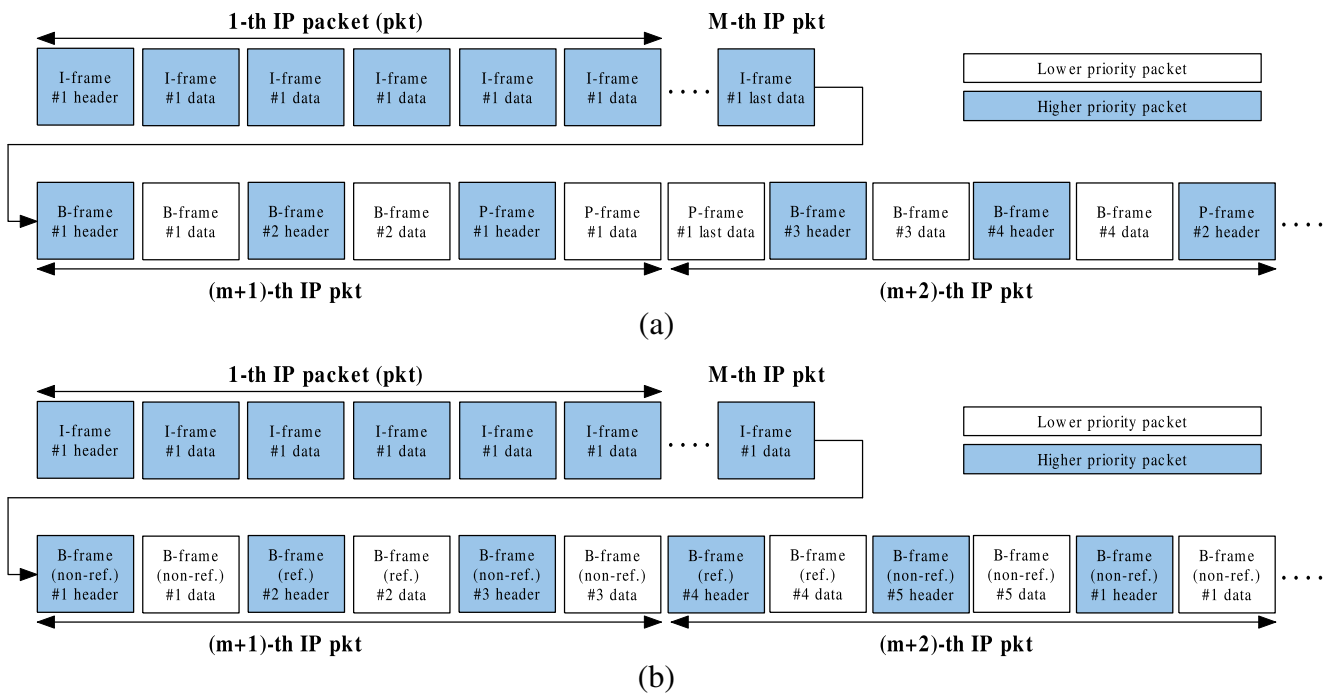 1-th IP packet (pkt)
M-th IP pkt
I-frame
#1 header
I-frame
#1 data
I-frame
#1 data
I-frame
#1 data
I-frame
#1 data
I-frame
#1 data
....
I-frame
#1 last data
Lower priority packet
Higher priority packet
B-frame
#1 header
B-frame
#1 data
B-frame
#2 header
B-frame
#2 data
P-frame
#1 header
P-frame
#1 data
P-frame
#1 last data
B-frame
#3 header
B-frame
#3 data
B-frame
#4 header
B-frame
#4 data
P-frame
#2 header
....
(m+1)-th IP pkt
(m+2)-th IP pkt
(a)
1-th IP packet (pkt)
M-th IP pkt
I-frame
#1 header
I-frame
#1 data
I-frame
#1 data
I-frame
#1 data
I-frame
#1 data
I-frame
#1 data
....
I-frame
#1 data
Lower priority packet
Higher priority packet
B-frame
(non-ref.)
#1 header
B-frame
(non-ref.)
#1 data
B-frame
(ref.)
#2 header
B-frame
(ref.)
#2 data
B-frame
(non-ref.)
#3 header
B-frame
(non-ref.)
#3 data
B-frame
(ref.)
#4 header
B-frame
(ref.)
#4 data
B-frame
(non-ref.)
#5 header
B-frame
(non-ref.)
#5 data
B-frame
(non-ref.)
#1 header
B-frame
(non-ref.)
#1 data
....
(m+1)-th IP pkt
(m+2)-th IP pkt
(b)